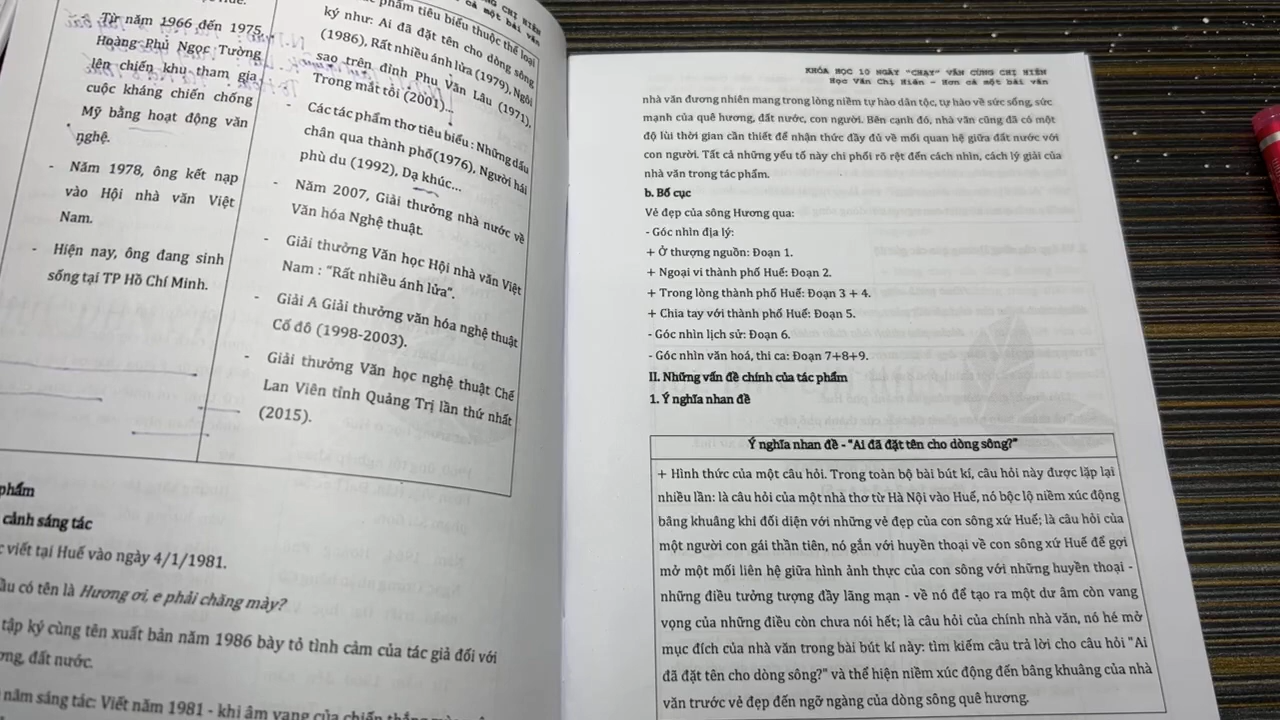 - Từ năm 1966 đến 1975,
Hoàng Phủ Ngọc Tường
lên chiến khu tham gia
cuộc kháng chiến chống
Mỹ bằng hoạt động văn
nghệ.
- Năm 1978, ông kết nạp
vào Hội nhà văn Việt
Nam.
- Hiện nay, ông đang sinh
sống tại TP Hồ Chí Minh.
phẩm tiêu biểu thuộc thể loại
ký như: Ai đã đặt tên cho dòng sông
(1986), Rất nhiều ánh lửa (1979), Ngôi
sao trên đỉnh Phu Văn Lâu (1971),
Trong mắt tôi (2001)...
- Các tác phẩm thơ tiêu biểu : Những dấu
chân qua thành phố(1976), Người hái
phù du (1992), Dạ khúc...
- Năm 2007, Giải thưởng nhà nước về
Văn hóa Nghệ thuật.
- Giải thưởng Văn học Hội nhà văn Việt
Nam : "Rất nhiều ánh lửa".
- Giải A Giải thưởng văn hóa nghệ thuật
Cố đô (1998-2003).
- Giải thưởng Văn học nghệ thuật Chế
Lan Viên tỉnh Quảng Trị lần thứ nhất
(2015).
phẩm
cảnh sáng tác
viết tại Huế vào ngày 4/1/1981.
có tên là Hương ơi, e phải chăng mày?
tập ký cùng tên xuất bản năm 1986 bày tỏ tình cảm của tác giả đối với
đất nước.
năm sáng tác: Viết năm 1981 - khi âm vang của chiến thắng
KHÓA HỌC 10 NGÀY "CHẠY" VĂN CÙNG CHỊ HIÊN
Học Văn Chị Hiên – Hơn cả một bài văn
nhà văn đương nhiên mang trong lòng niềm tự hào dân tộc, tự hào về sức sống, sức
mạnh của quê hương, đất nước, con người. Bên cạnh đó, nhà văn cũng đã có một
độ lùi thời gian cần thiết để nhận thức đầy đủ về mối quan hệ giữa đất nước với
con người. Tất cả những yếu tố này chi phối rõ rệt đến cách nhìn, cách lý giải của
nhà văn trong tác phẩm.
b. Bố cục
Vẻ đẹp của sông Hương qua:
- Góc nhìn địa lý:
+ Ở thượng nguồn: Đoạn 1.
+ Ngoại vi thành phố Huế: Đoạn 2.
+ Trong lòng thành phố Huế: Đoạn 3 + 4.
+ Chia tay với thành phố Huế: Đoạn 5.
- Góc nhìn lịch sử: Đoạn 6.
- Góc nhìn văn hoá, thi ca: Đoạn 7+8+9.
II. Những vấn đề chính của tác phẩm
1. Ý nghĩa nhan đề
Ý nghĩa nhan đề - "Ai đã đặt tên cho dòng sông?"
+ Hình thức của một câu hỏi. Trong toàn bộ bài bút kí, câu hỏi này được lặp lại
nhiều lần: là câu hỏi của một nhà thơ từ Hà Nội vào Huế, nó bộc lộ niềm xúc động
bâng khuâng khi đối diện với những vẻ đẹp của con sông xứ Huế; là câu hỏi của
một người con gái thần tiên, nó gắn với huyền thoại về con sông xứ Huế để gợi
mở một mối liên hệ giữa hình ảnh thực của con sông với những huyền thoại -
những điều tưởng tượng đầy lãng mạn - về nó để tạo ra một dư âm còn vang
vọng của những điều còn chưa nói hết; là câu hỏi của chính nhà văn, nó hé mở
mục đích của nhà văn trong bài bút kí này: tìm kiếm câu trả lời cho câu hỏi "Ai
đã đặt tên cho dòng sông?" và thể hiện niềm xúc động đến bâng khuâng của nhà
văn trước vẻ đẹp đến ngỡ ngàng của dòng sông quê hương.